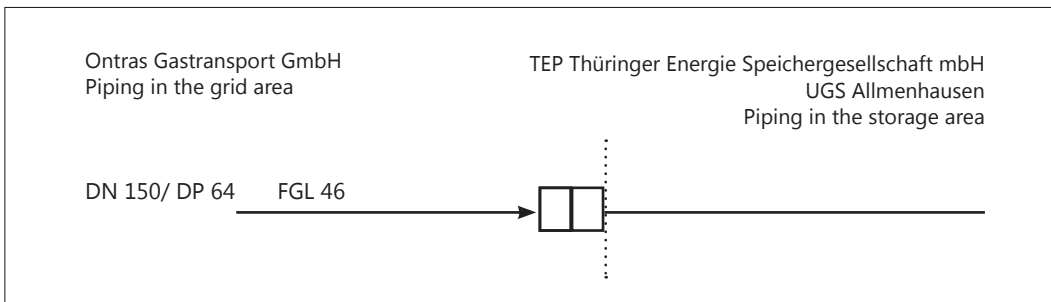 Ontras Gastransport GmbH
Piping in the grid area
TEP Thüringer Energie Speichergesellschaft mbH
UGS Allmenhausen
Piping in the storage area
DN 150/ DP 64 FGL 46